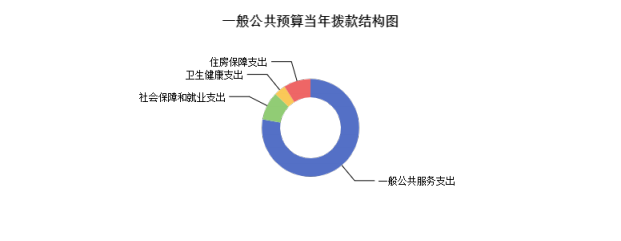 一般公共预算当年拨款结构图
住房保障支出
卫生健康支出
社会保障和就业支出
一般公共服务支出